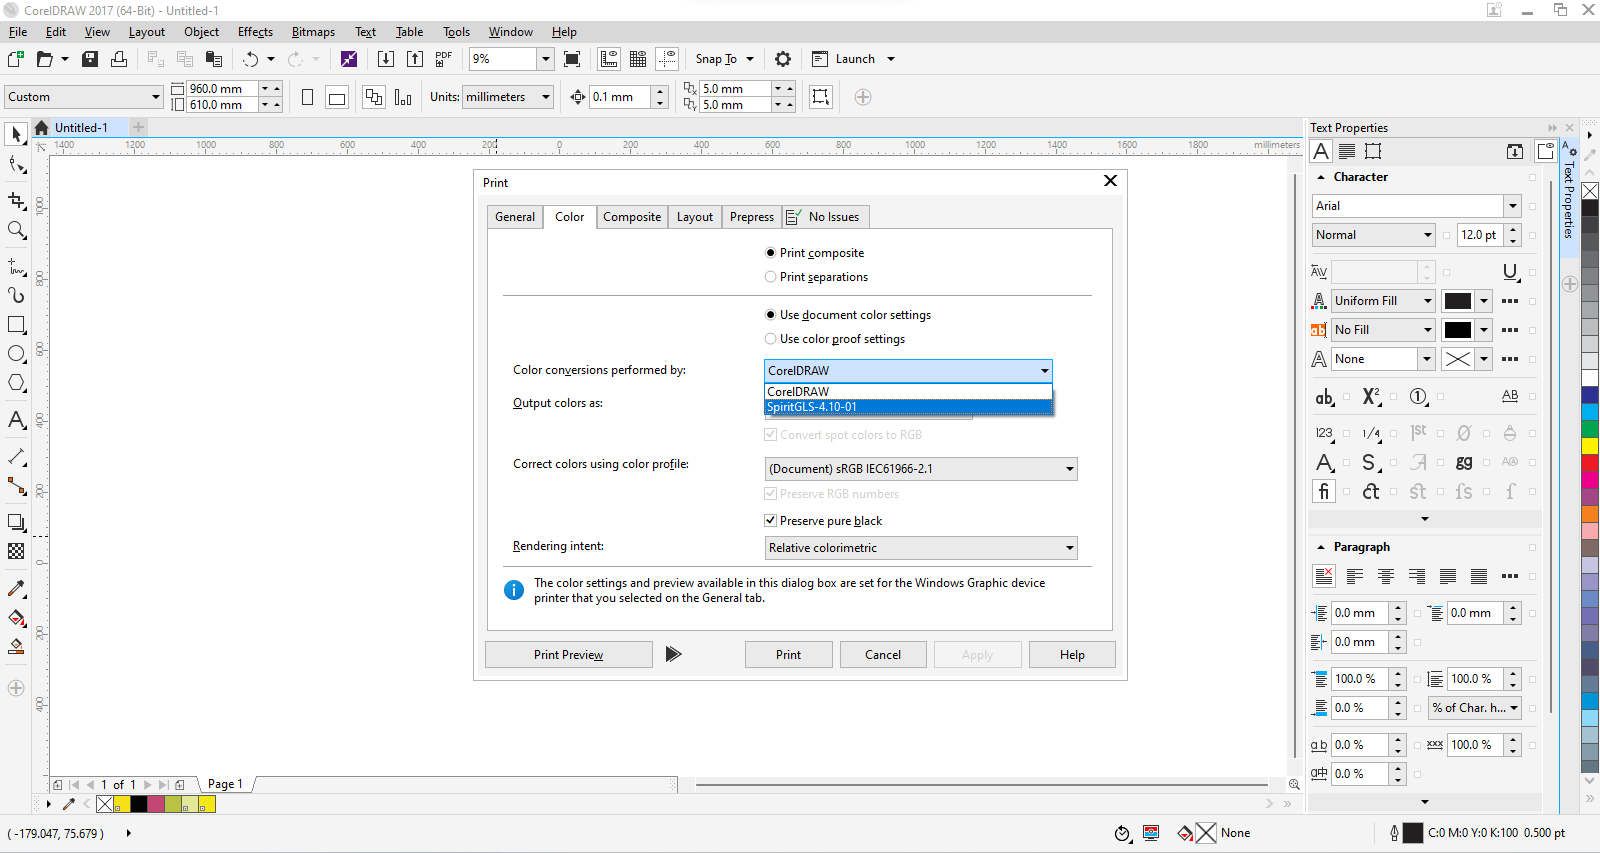 CorelDRAW 2017 (64-Bit) - Untitled-1
File Edit View Layout Object Effects Bitmaps Text Table Tools Window Help
PDF 9% Snap To Launch
Custom 960.0 mm 610.0 mm Units: millimeters 0.1 mm 5.0 mm 5.0 mm
Untitled-1
1400 1200 1000 800 600 400 200 0 200 400 600 800 1000 1200 1400 1600 1800 millimeters
1000
800
600
400
200
0
200
400
Print
General Color Composite Layout Prepress No Issues
Print composite
Print separations
Use document color settings
Use color proof settings
Color conversions performed by: CorelDRAW
CorelDRAW
SpiritGLS-4.10-01
Output colors as:
Convert spot colors to RGB
Correct colors using color profile: (Document) sRGB IEC61966-2.1
Preserve RGB numbers
Preserve pure black
Rendering intent: Relative colorimetric
The color settings and preview available in this dialog box are set for the Windows Graphic device
printer that you selected on the General tab.
Print Preview Print Cancel Apply Help
Text Properties
Character
Arial
Normal 12.0 pt
Uniform Fill
No Fill
None
Paragraph
0.0 mm 0.0 mm
0.0 mm
100.0 % 100.0 %
0.0 % % of Char. h...
0.0 % 100.0 %
0.0 %
Text Properties
1 of 1 Page 1
( -179.047, 75.679 ) None C:0 M:0 Y:0 K:100 0.500 pt